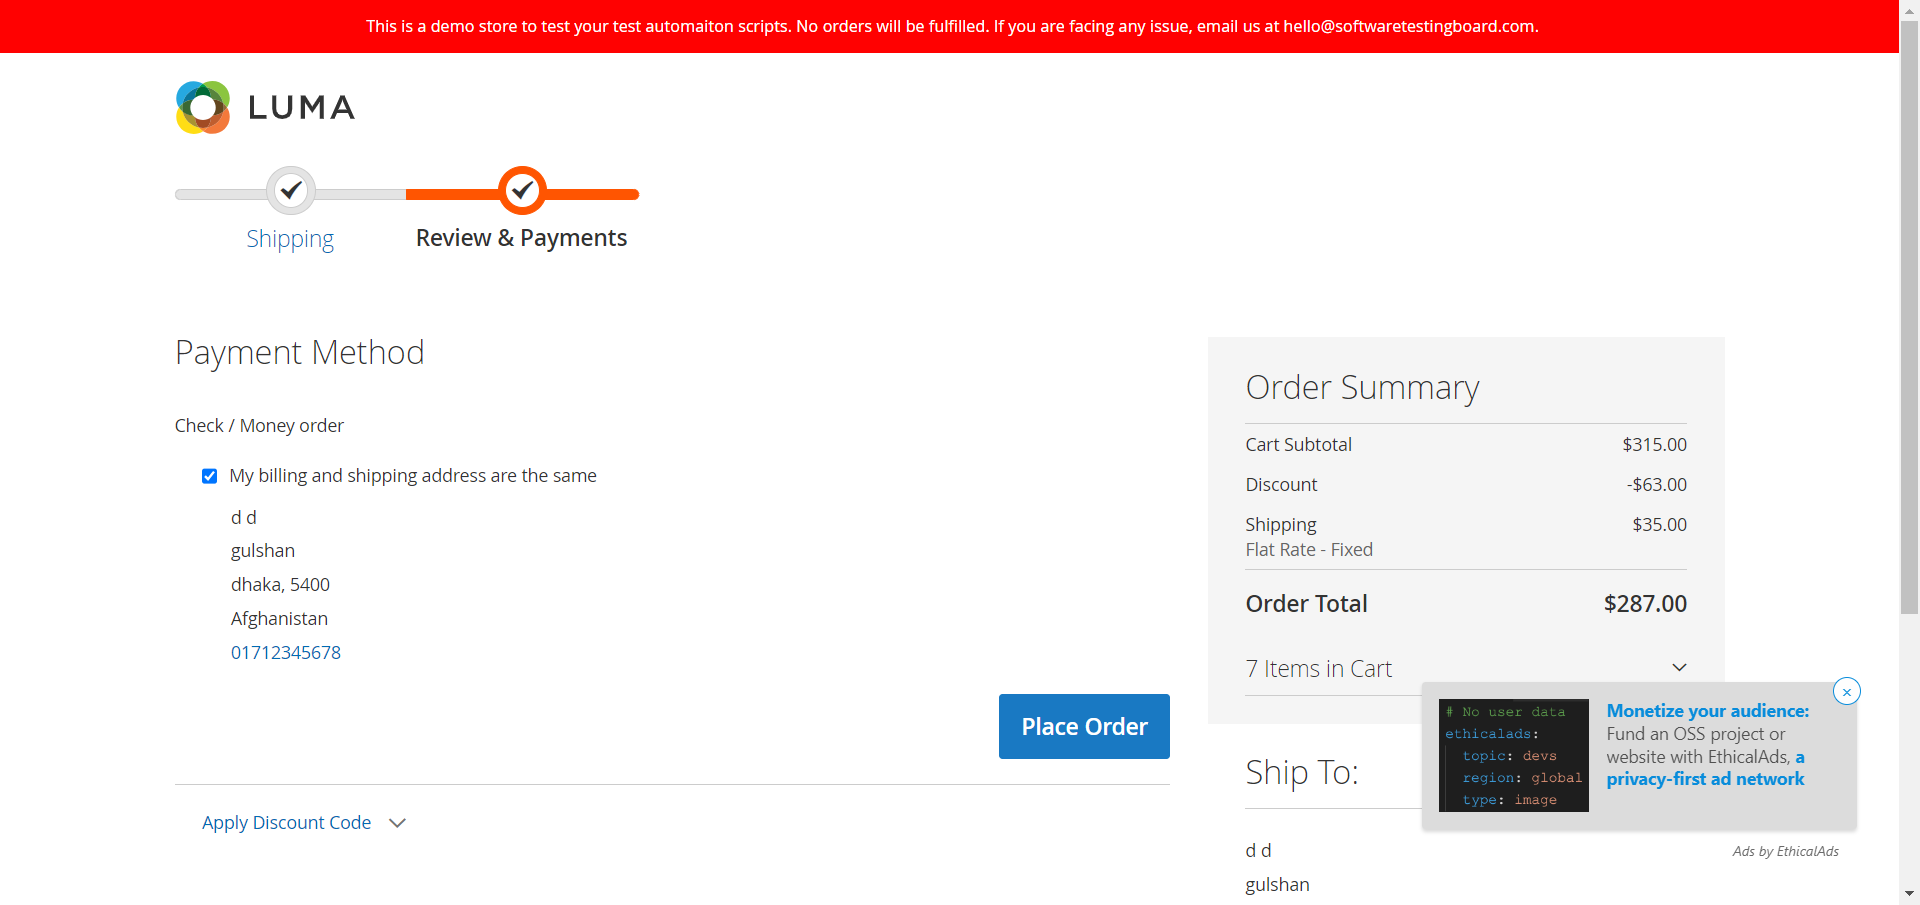 This is a demo store to test your test automaiton scripts. No orders will be fulfilled. If you are facing any issue, email us at hello@softwaretestingboard.com.
LUMA
Shipping
Review & Payments
Payment Method
Check / Money order
My billing and shipping address are the same
d d
gulshan
dhaka, 5400
Afghanistan
01712345678
Place Order
Apply Discount Code
Order Summary
Cart Subtotal $315.00
Discount -$63.00
Shipping $35.00
Flat Rate - Fixed
Order Total $287.00
7 Items in Cart
Ship To:
d d
gulshan
# No user data
ethicalads:
topic: devs
region: global
type: image
Monetize your audience:
Fund an OSS project or
website with EthicalAds, a
privacy-first ad network
Ads by EthicalAds